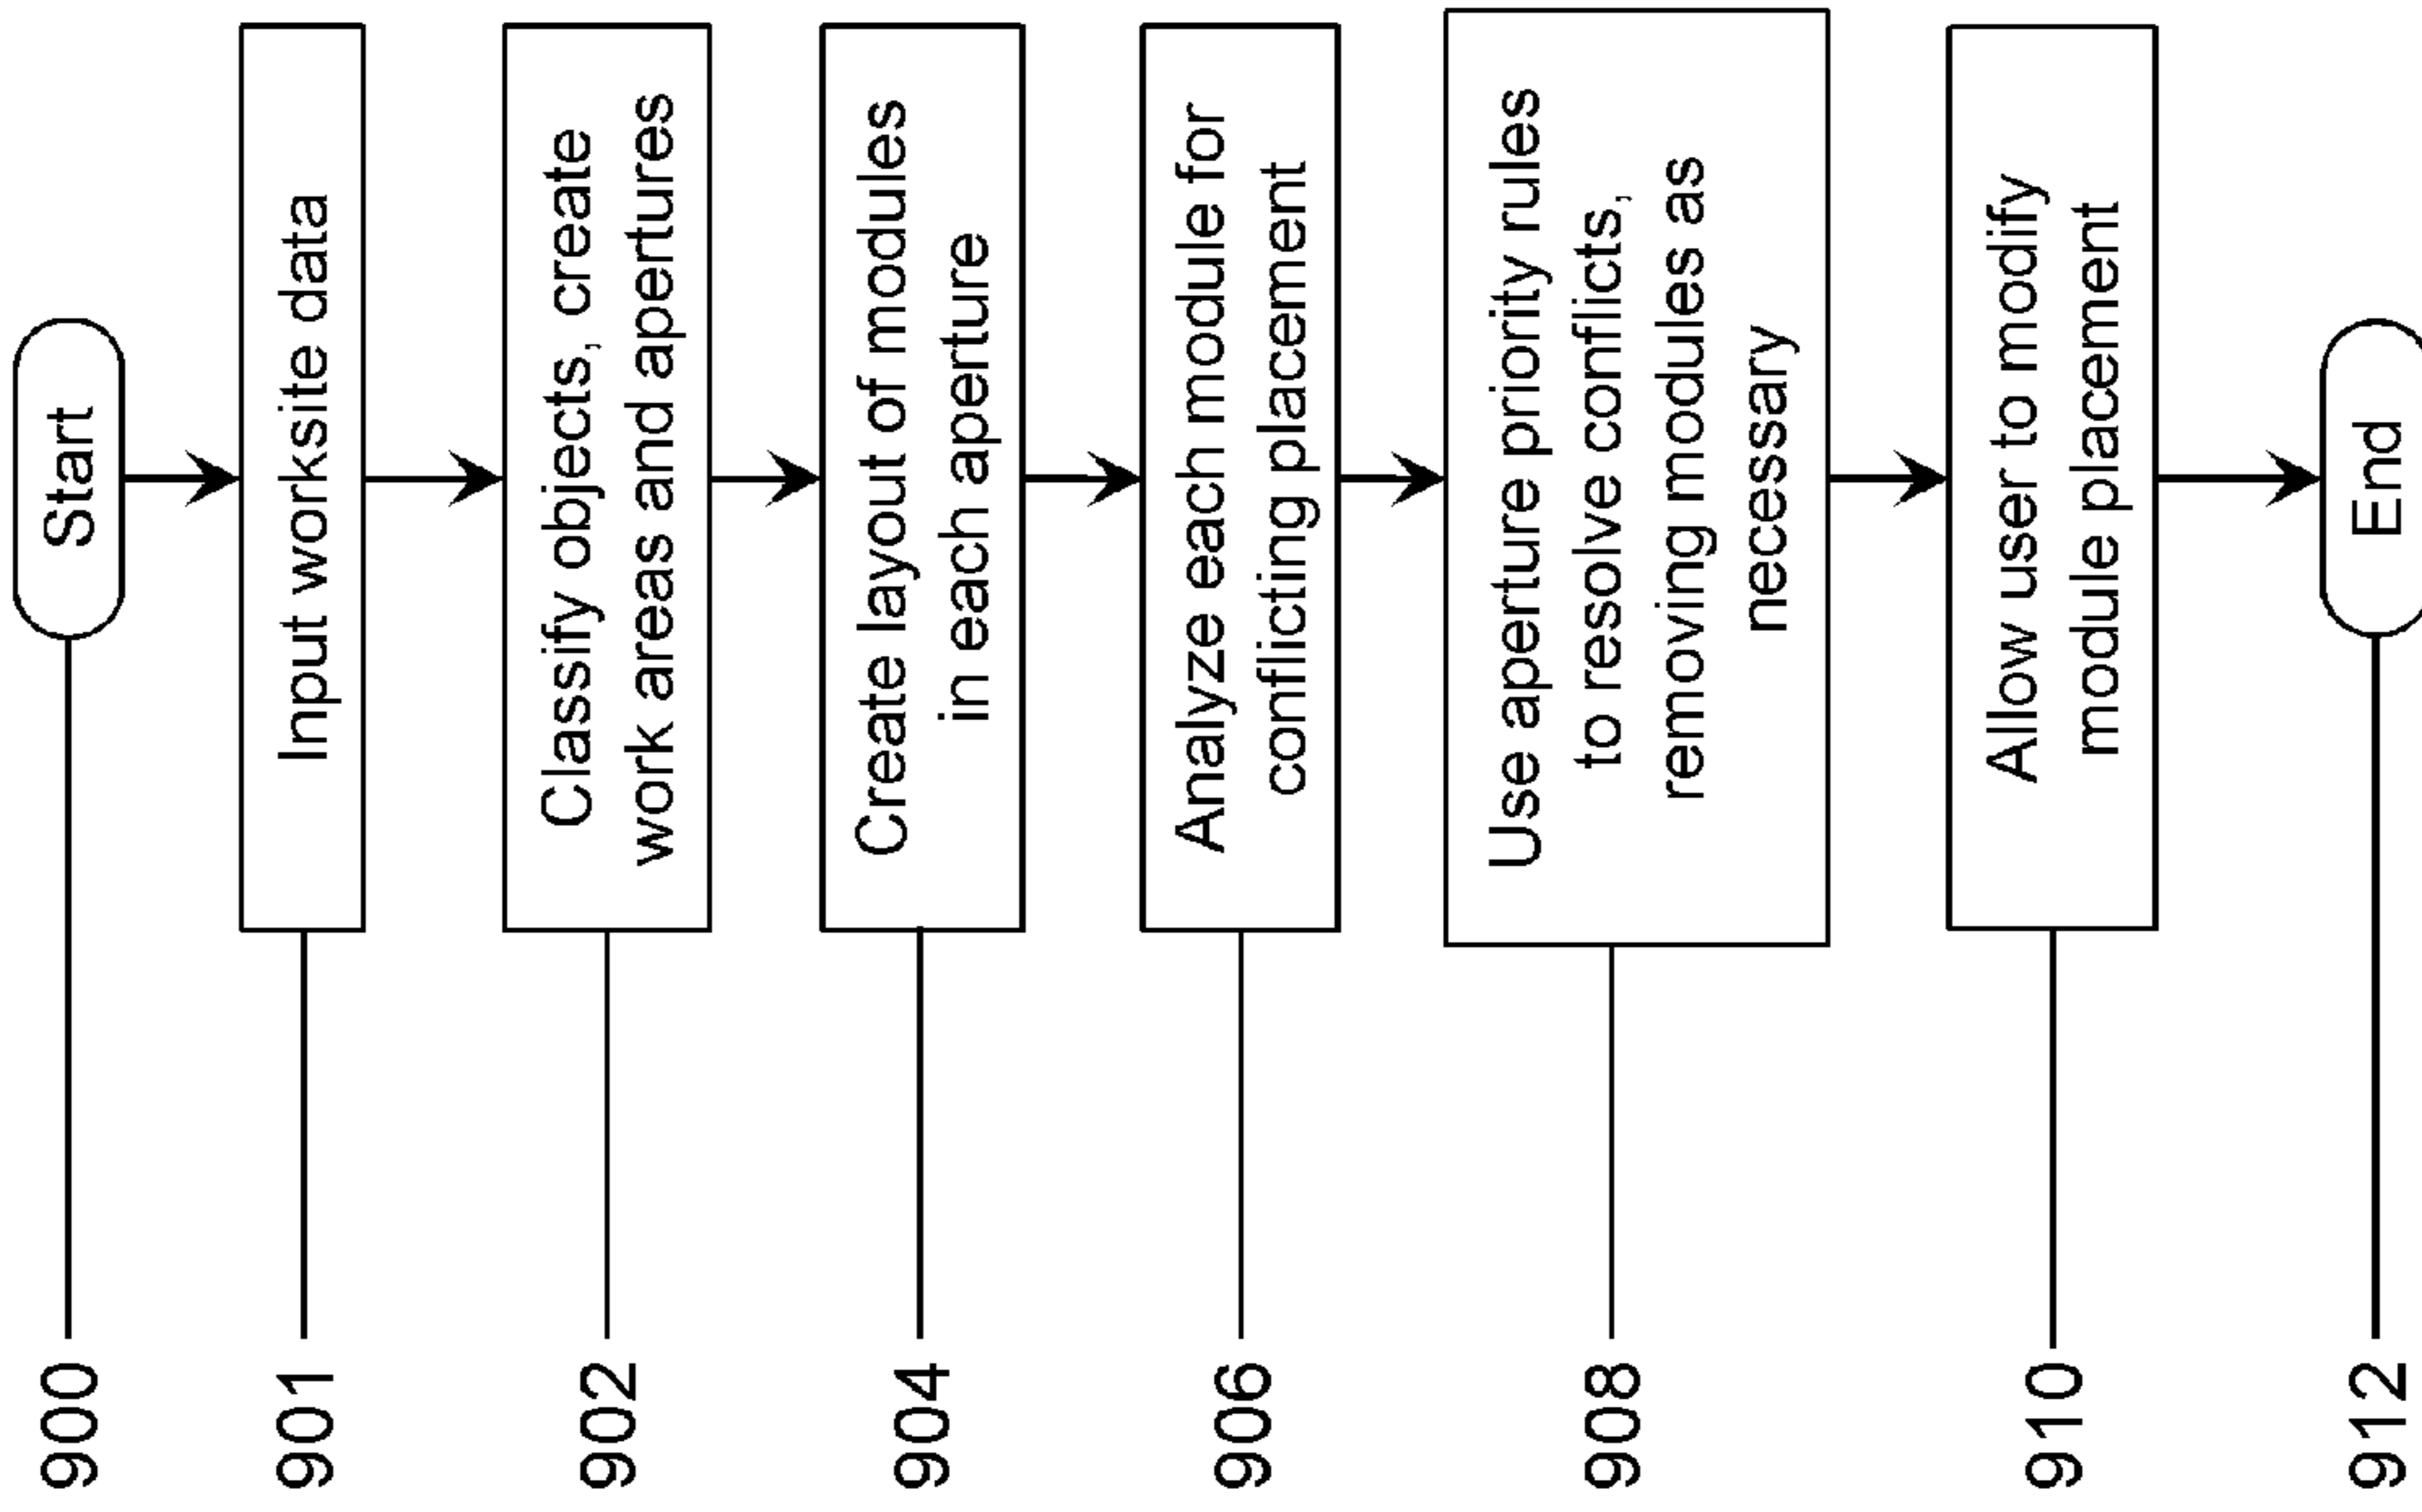 900
Start
901
Input worksite data
902
Classify objects, create
work areas and apertures
904
Create layout of modules
in each aperture
906
Analyze each module for
conflicting placement
908
Use aperture priority rules
to resolve conflicts,
removing modules as
necessary
910
Allow user to modify
module placement
912
End